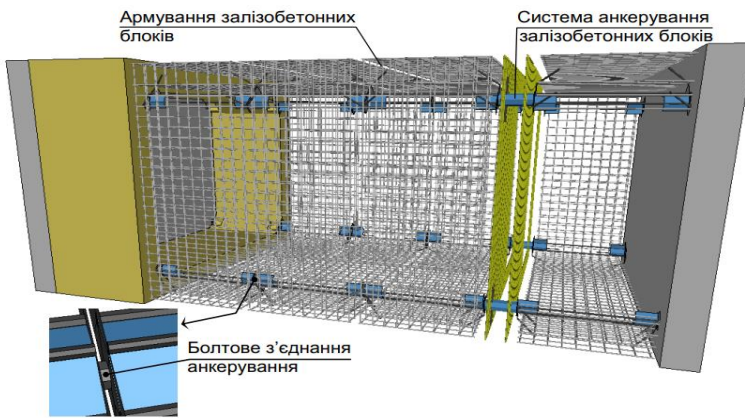 Армування залізобетонних
блоків
Система анкерування
залізобетонних блоків
Болтове з’єднання
анкерування